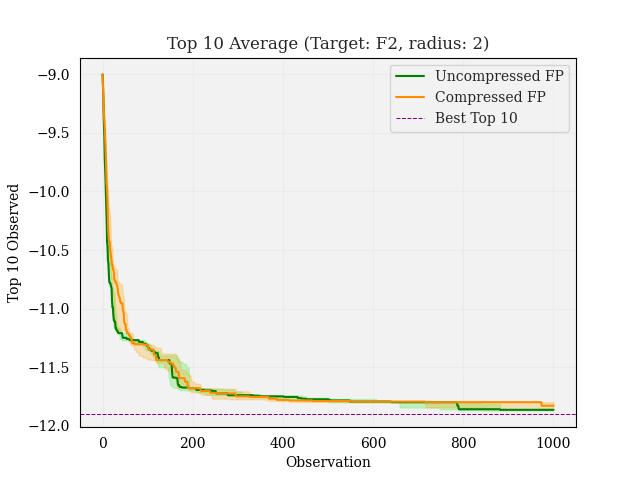 Top 10 Average (Target: F2, radius: 2)
Uncompressed FP
Compressed FP
Best Top 10
Top 10 Observed
−9.0
−9.5
−10.0
−10.5
−11.0
−11.5
−12.0
0 200 400 600 800 1000
Observation